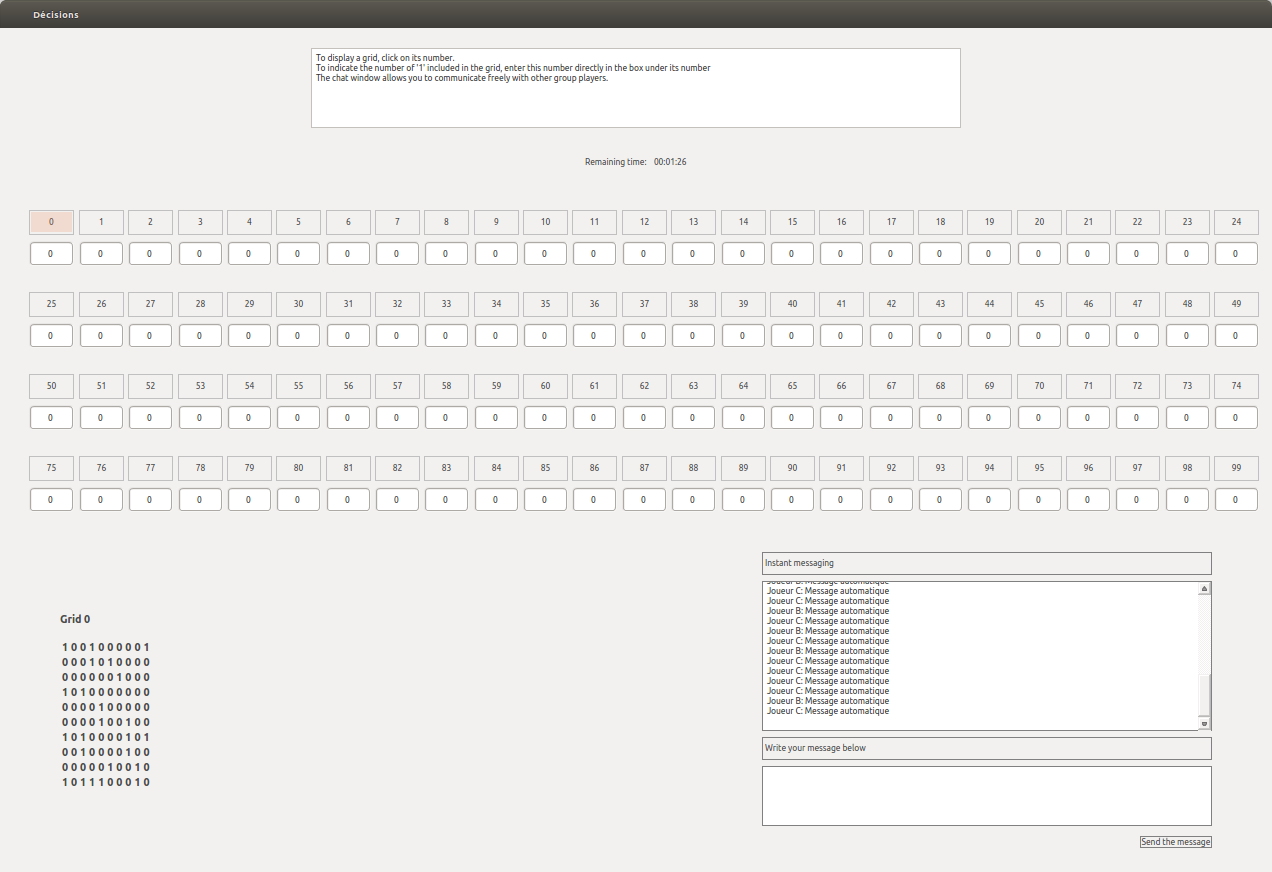 Décisions
To display a grid, click on its number.
To indicate the number of '1' included in the grid, enter this number directly in the box under its number
The chat window allows you to communicate freely with other group players.
Remaining time: 00:01:26
0 1 2 3 4 5 6 7 8 9 10 11 12 13 14 15 16 17 18 19 20 21 22 23 24
0 0 0 0 0 0 0 0 0 0 0 0 0 0 0 0 0 0 0 0 0 0 0 0 0
25 26 27 28 29 30 31 32 33 34 35 36 37 38 39 40 41 42 43 44 45 46 47 48 49
0 0 0 0 0 0 0 0 0 0 0 0 0 0 0 0 0 0 0 0 0 0 0 0 0
50 51 52 53 54 55 56 57 58 59 60 61 62 63 64 65 66 67 68 69 70 71 72 73 74
0 0 0 0 0 0 0 0 0 0 0 0 0 0 0 0 0 0 0 0 0 0 0 0 0
75 76 77 78 79 80 81 82 83 84 85 86 87 88 89 90 91 92 93 94 95 96 97 98 99
0 0 0 0 0 0 0 0 0 0 0 0 0 0 0 0 0 0 0 0 0 0 0 0 0
Grid 0
1 0 0 1 0 0 0 0 0 1
0 0 0 1 0 1 0 0 0 0
0 0 0 0 0 0 1 0 0 0
1 0 1 0 0 0 0 0 0 0
0 0 0 0 1 0 0 0 0 0
0 0 0 0 1 0 0 1 0 0
1 0 1 0 0 0 0 1 0 1
0 0 1 0 0 0 0 1 0 0
0 0 0 0 0 1 0 0 1 0
1 0 1 1 1 0 0 0 1 0
Instant messaging
Joueur B: Message automatique
Joueur C: Message automatique
Joueur C: Message automatique
Joueur B: Message automatique
Joueur C: Message automatique
Joueur B: Message automatique
Joueur C: Message automatique
Joueur B: Message automatique
Joueur C: Message automatique
Joueur C: Message automatique
Joueur C: Message automatique
Joueur C: Message automatique
Joueur B: Message automatique
Joueur C: Message automatique
Write your message below
Send the message